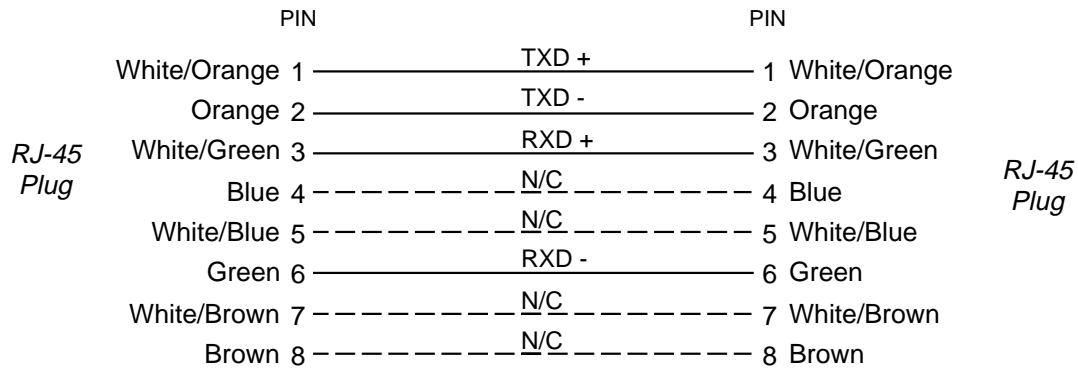 PIN PIN
White/Orange 1 TXD + 1 White/Orange
Orange 2 TXD - 2 Orange
White/Green 3 RXD + 3 White/Green
RJ-45
Plug
Blue 4 N/C 4 Blue
RJ-45
Plug
White/Blue 5 N/C 5 White/Blue
Green 6 RXD - 6 Green
White/Brown 7 N/C 7 White/Brown
Brown 8 N/C 8 Brown